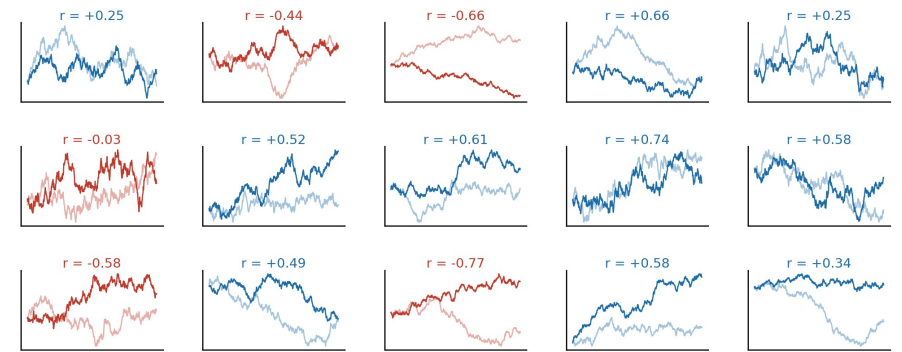 r = +0.25
r = -0.44
r = -0.66
r = +0.66
r = +0.25
r = -0.03
r = +0.52
r = +0.61
r = +0.74
r = +0.58
r = -0.58
r = +0.49
r = -0.77
r = +0.58
r = +0.34